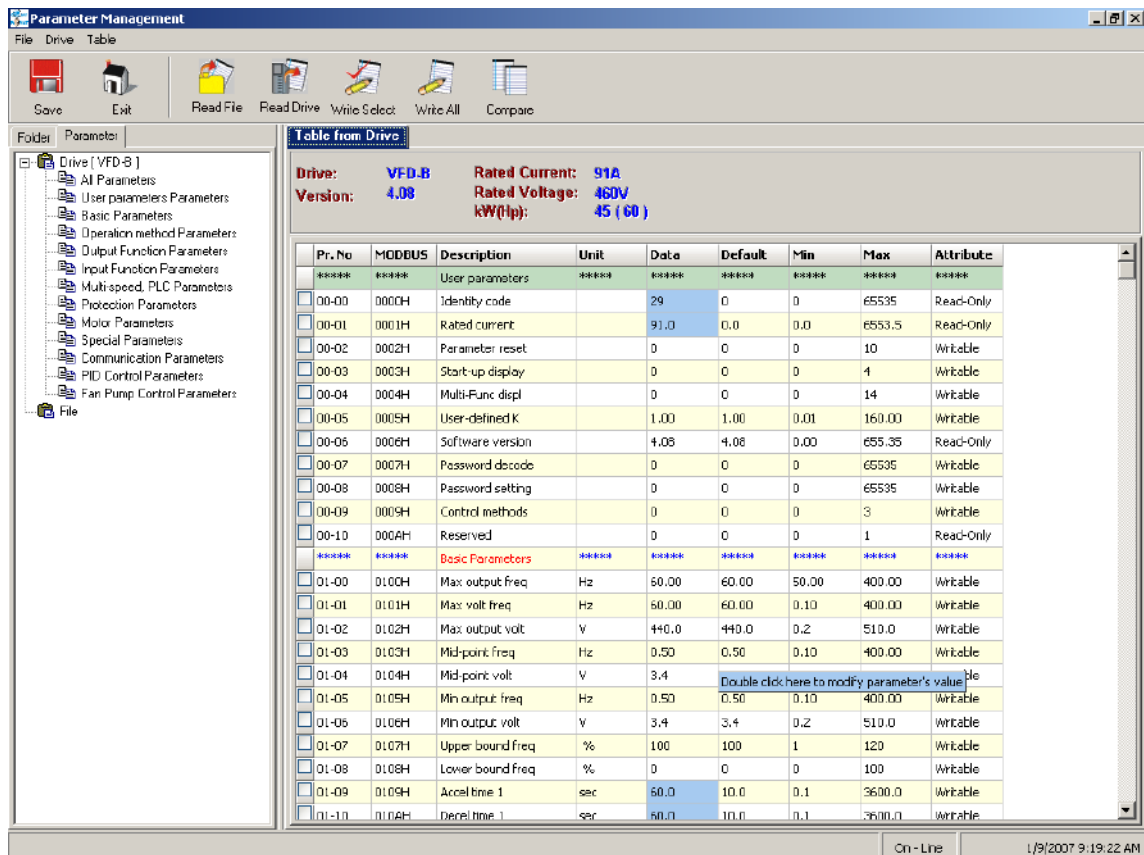 Parameter Management
File Drive Table
Save Exit Read File Read Drive Write Select Write All Compare
Folder Parameter
Drive [ VFD-B ]
All Parameters
User parameters Parameters
Basic Parameters
Operation method Parameters
Output Function Parameters
Input Function Parameters
Multi-speed, PLC Parameters
Protection Parameters
Motor Parameters
Special Parameters
Communication Parameters
PID Control Parameters
Fan Pump Control Parameters
File
Table from Drive
Drive: VFD-B Rated Current: 91A
Version: 4.08 Rated Voltage: 460V
kW(Hp): 45 ( 60 )
Pr. No MODBUS Description Unit Data Default Min Max Attribute
***** ***** User parameters ***** ***** ***** ***** ***** *****
00-00 0000H Identity code 29 0 0 65535 Read-Only
00-01 0001H Rated current 91.0 0.0 0.0 6553.5 Read-Only
00-02 0002H Parameter reset 0 0 0 10 Writable
00-03 0003H Start-up display 0 0 0 4 Writable
00-04 0004H Multi-Func displ 0 0 0 14 Writable
00-05 0005H User-defined K 1.00 1.00 0.01 160.00 Writable
00-06 0006H Software version 4.08 4.08 0.00 655.35 Read-Only
00-07 0007H Password decode 0 0 0 65535 Writable
00-08 0008H Password setting 0 0 0 65535 Writable
00-09 0009H Control methods 0 0 0 3 Writable
00-10 000AH Reserved 0 0 0 1 Read-Only
***** ***** Basic Parameters ***** ***** ***** ***** ***** *****
01-00 0100H Max output freq Hz 60.00 60.00 50.00 400.00 Writable
01-01 0101H Max volt freq Hz 60.00 60.00 0.10 400.00 Writable
01-02 0102H Max output volt V 440.0 440.0 0.2 510.0 Writable
01-03 0103H Mid-point freq Hz 0.50 0.50 0.10 400.00 Writable
01-04 0104H Mid-point volt V 3.4 Double click here to modify parameter's value ble
01-05 0105H Min output freq Hz 0.50 0.50 0.10 400.00 Writable
01-06 0106H Min output volt V 3.4 3.4 0.2 510.0 Writable
01-07 0107H Upper bound freq % 100 100 1 120 Writable
01-08 0108H Lower bound freq % 0 0 0 100 Writable
01-09 0109H Accel time 1 sec 60.0 10.0 0.1 3600.0 Writable
01-10 010AH Decel time 1 sec 60.0 10.0 0.1 3600.0 Writable
On - Line 1/9/2007 9:19:22 AM